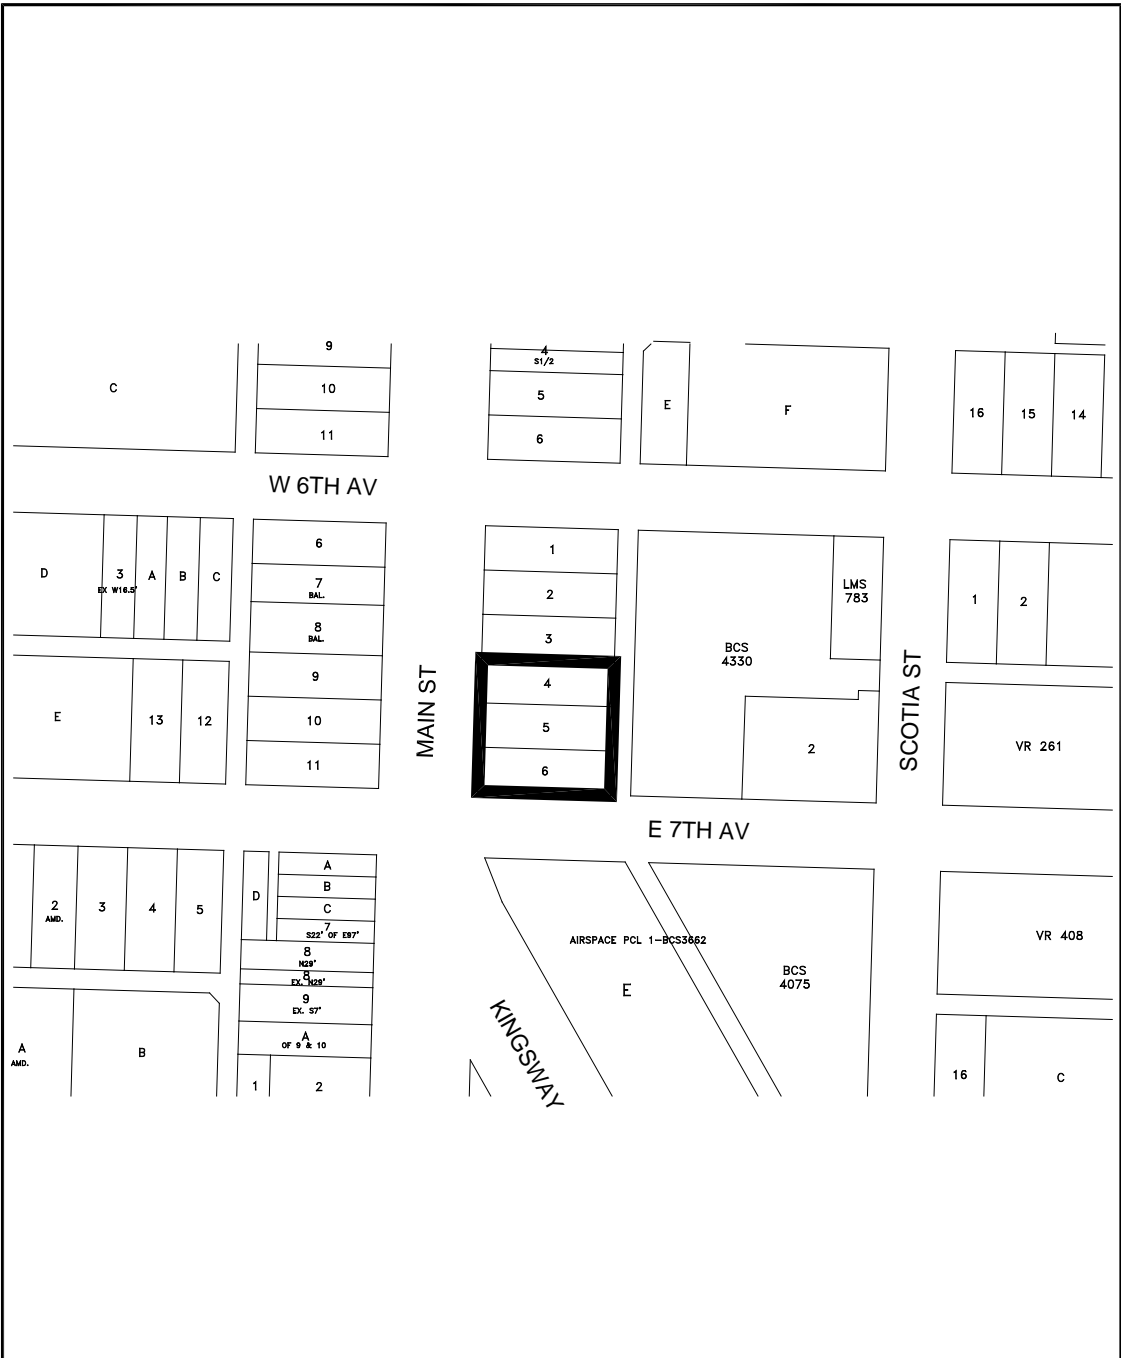 9
10
11
C
4
S1/2
5
6
E
F
16
15
14
W 6TH AV
D
3
EX W16.5'
A
B
C
6
7
BAL.
8
BAL.
9
10
11
E
13
12
MAIN ST
1
2
3
4
5
6
BCS
4330
LMS
783
2
SCOTIA ST
1
2
VR 261
E 7TH AV
2
AMD.
3
4
5
D
A
B
C
7
S22' OF E97'
8
N29'
8
EX. N29'
9
EX. S7'
A
OF 9 & 10
A
AMD.
B
1
2
KINGSWAY
AIRSPACE PCL 1-BCS3662
E
BCS
4075
VR 408
16
C